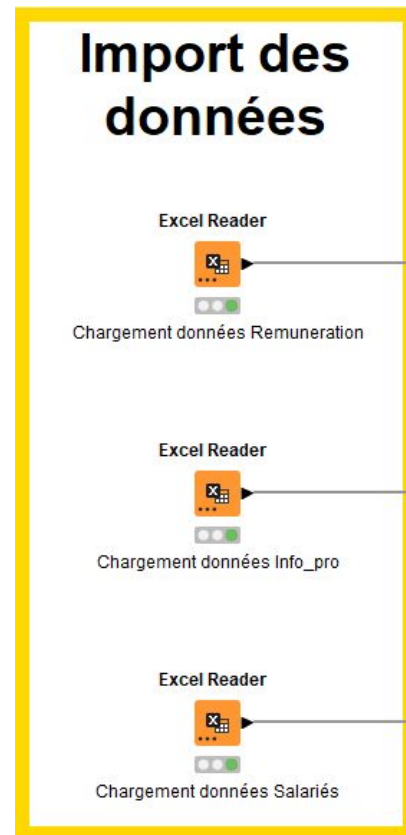 Import des
données
Excel Reader
Chargement données Remuneration
Excel Reader
Chargement données Info_pro
Excel Reader
Chargement données Salariés